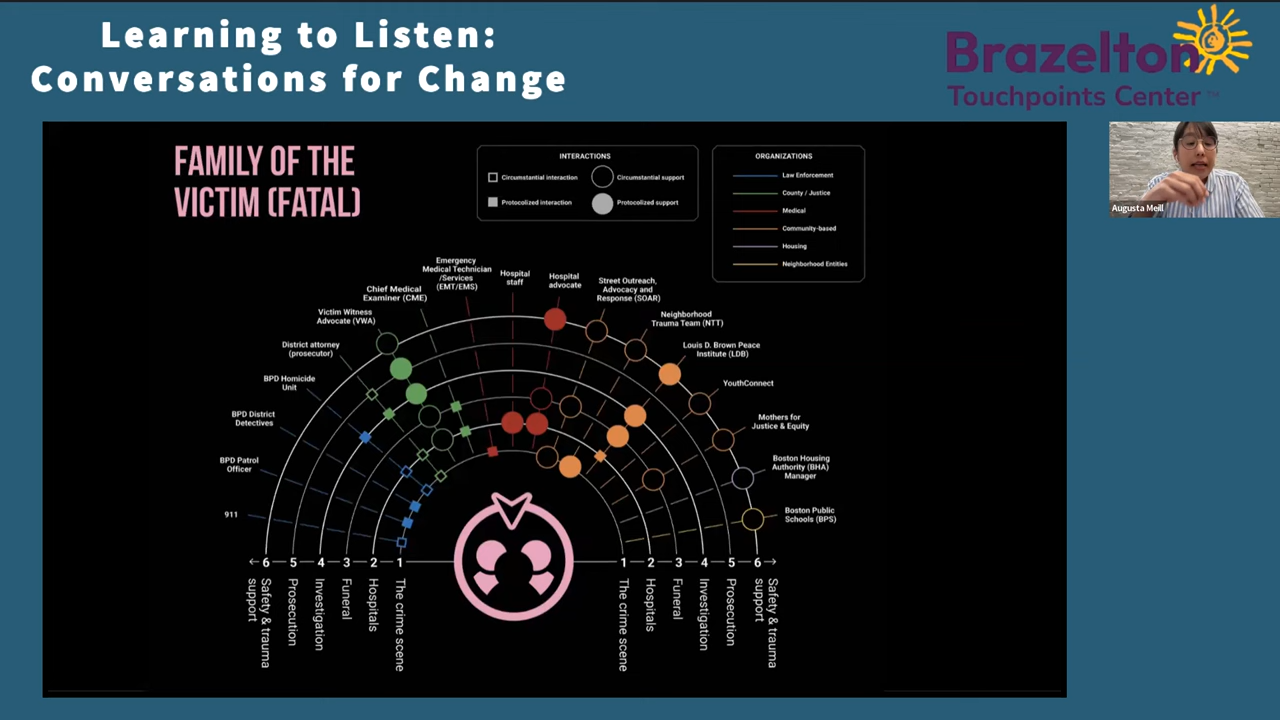 Learning to Listen:
Conversations for Change
Brazelton
Touchpoints Center™
Augusta Meill
FAMILY OF THE
VICTIM (FATAL)
INTERACTIONS
Circumstantial interaction
Circumstantial support
Protocolized interaction
Protocolized support
ORGANIZATIONS
Law Enforcement
County / Justice
Medical
Community-based
Housing
Neighborhood Entities
911
BPD Patrol
Officer
BPD District
Detectives
BPD Homicide
Unit
District attorney
(prosecutor)
Victim Witness
Advocate (VWA)
Chief Medical
Examiner (CME)
Emergency
Medical Technician
/Services
(EMT/EMS)
Hospital
staff
Hospital
advocate
Street Outreach,
Advocacy and
Response (SOAR)
Neighborhood
Trauma Team (NTT)
Louis D. Brown Peace
Institute (LDB)
YouthConnect
Mothers for
Justice & Equity
Boston Housing
Authority (BHA)
Manager
Boston Public
Schools (BPS)
6 5 4 3 2 1
1 2 3 4 5 6
Safety & trauma
support
Prosecution
Investigation
Funeral
Hospitals
The crime scene
The crime scene
Hospitals
Funeral
Investigation
Prosecution
Safety & trauma
support